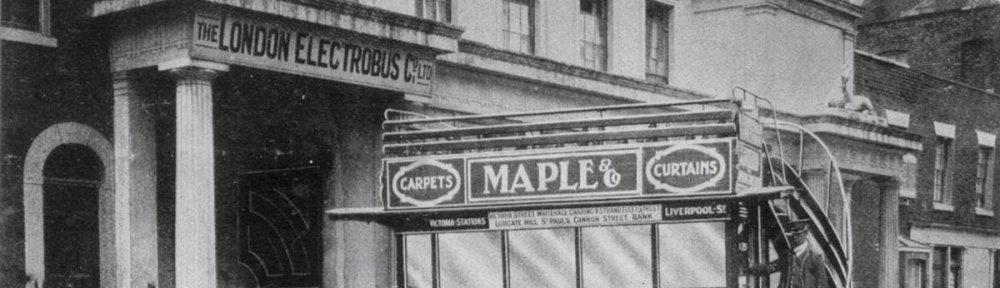 THE LONDON ELECTROBUS CO. LTD
CARPETS
MAPLE & CO
CURTAINS
VICTORIA-STATIONS
VICTORIA STREET, WHITEHALL, CHARING + STRAND, FLEET STREET
LUDGATE HILL ST. PAULS, CANNON STREET BANK
LIVERPOOL-ST